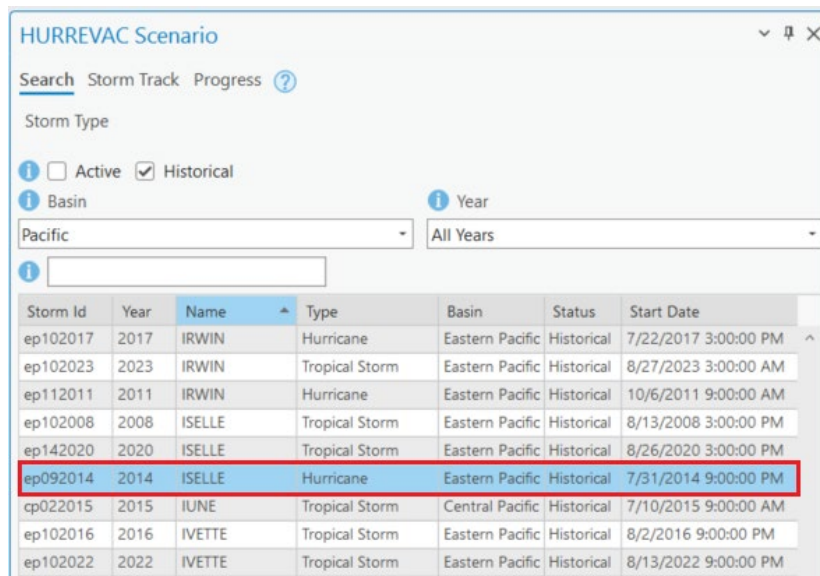 HURREVAC Scenario
Search Storm Track Progress ?
Storm Type
Active Historical
Basin Year
Pacific All Years
Storm Id Year Name Type Basin Status Start Date
ep102017 2017 IRWIN Hurricane Eastern Pacific Historical 7/22/2017 3:00:00 PM
ep102023 2023 IRWIN Tropical Storm Eastern Pacific Historical 8/27/2023 3:00:00 AM
ep112011 2011 IRWIN Hurricane Eastern Pacific Historical 10/6/2011 9:00:00 AM
ep102008 2008 ISELLE Tropical Storm Eastern Pacific Historical 8/13/2008 3:00:00 PM
ep142020 2020 ISELLE Tropical Storm Eastern Pacific Historical 8/26/2020 3:00:00 PM
ep092014 2014 ISELLE Hurricane Eastern Pacific Historical 7/31/2014 9:00:00 PM
cp022015 2015 IUNE Tropical Storm Central Pacific Historical 7/10/2015 9:00:00 AM
ep102016 2016 IVETTE Tropical Storm Eastern Pacific Historical 8/2/2016 9:00:00 PM
ep102022 2022 IVETTE Tropical Storm Eastern Pacific Historical 8/13/2022 9:00:00 PM